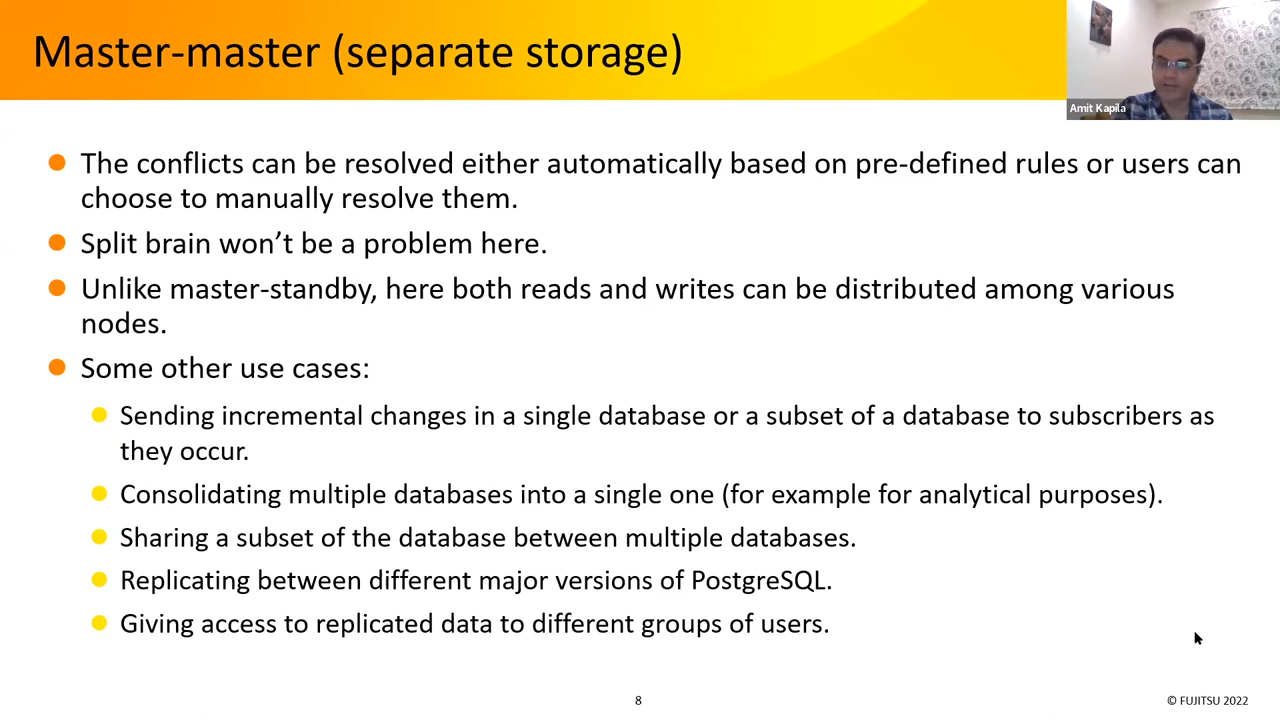 Master-master (separate storage)
Amit Kapila
The conflicts can be resolved either automatically based on pre-defined rules or users can
choose to manually resolve them.
Split brain won’t be a problem here.
Unlike master-standby, here both reads and writes can be distributed among various
nodes.
Some other use cases:
Sending incremental changes in a single database or a subset of a database to subscribers as
they occur.
Consolidating multiple databases into a single one (for example for analytical purposes).
Sharing a subset of the database between multiple databases.
Replicating between different major versions of PostgreSQL.
Giving access to replicated data to different groups of users.
8
© FUJITSU 2022